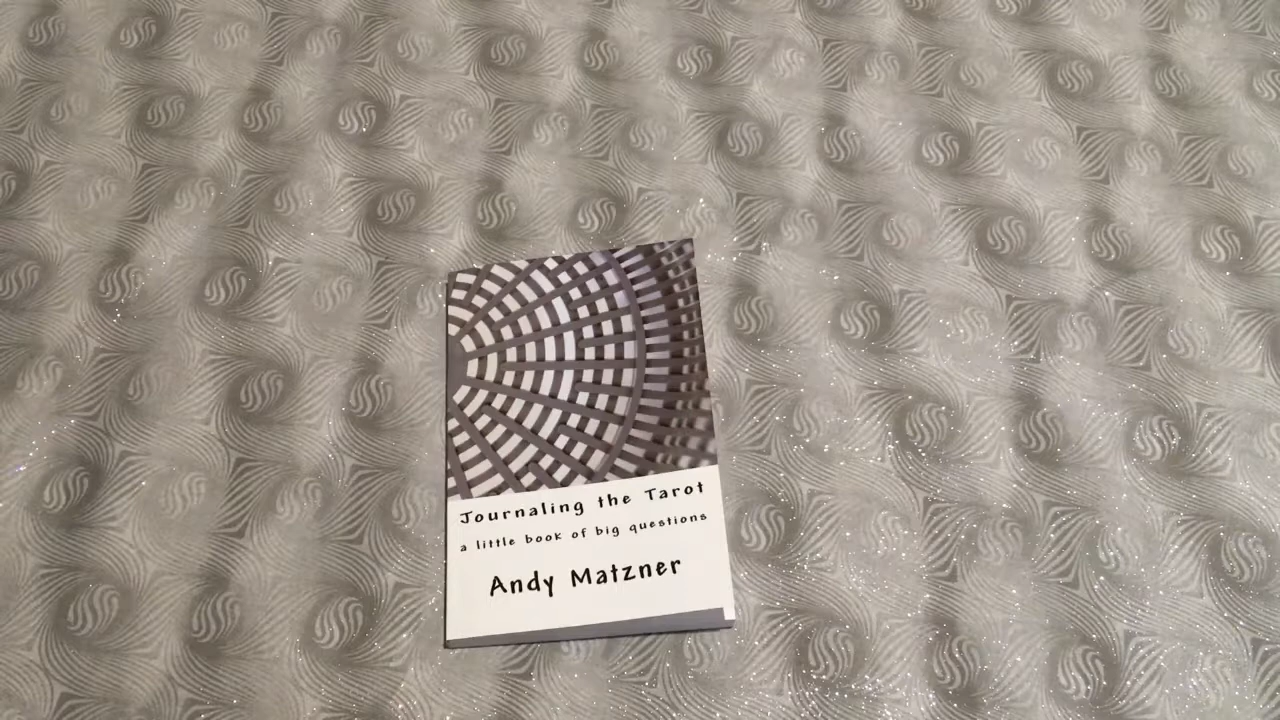 Journaling the Tarot
a little book of big questions
Andy Matzner